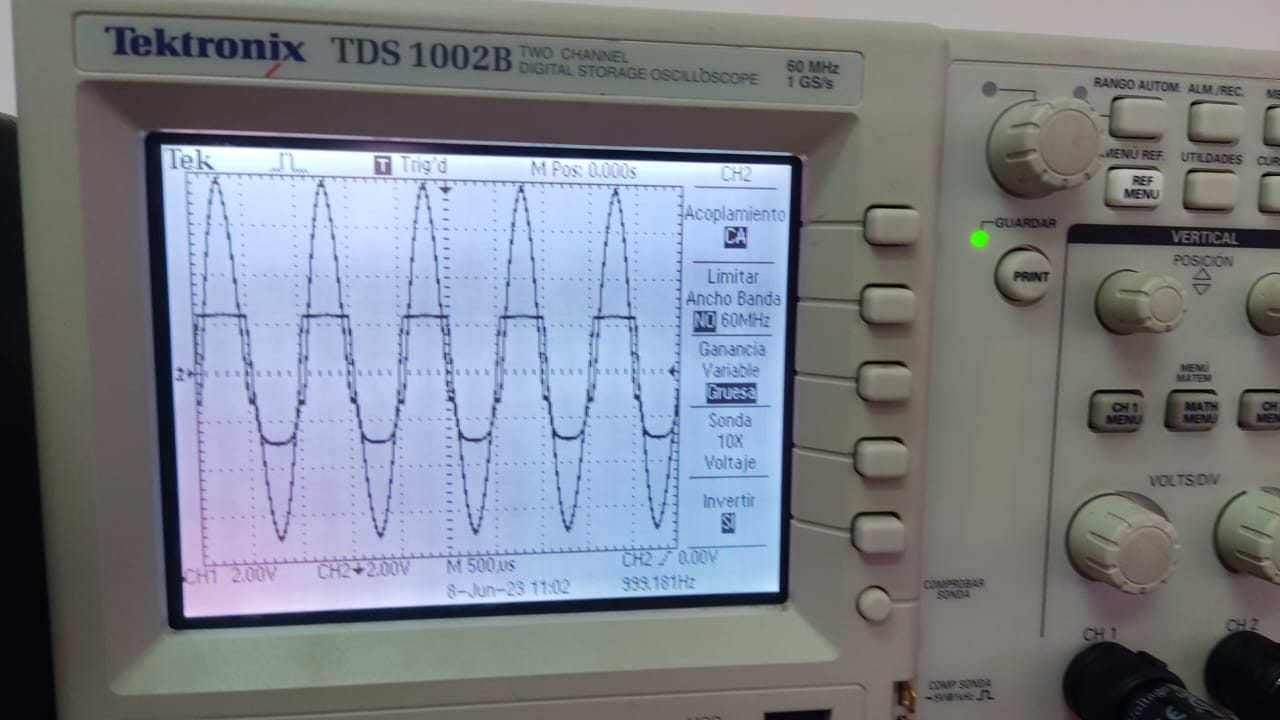 Tektronix TDS 1002B TWO CHANNEL
DIGITAL STORAGE OSCILLOSCOPE
60 MHz
1 GS/s
Tek
T Trig'd
M Pos: 0.000s
CH2
Acoplamiento
CA
Limitar
Ancho Banda
NO 60MHz
Ganancia
Variable
Gruesa
Sonda
10X
Voltaje
Invertir
SI
CH1 2.00V
CH2 2.00V
M 500µs
CH2 0.00V
8-Jun-23 11:02
999.181Hz
RANGO AUTOM.
ALM./REC.
MENÚ REF.
UTILDADES
REF
MENU
GUARDAR
PRINT
VERTICAL
POSICIÓN
MENÚ
MATEM
CH 1
MENU
MATH
MENU
VOLTS/DIV
COMPROBAR
SONDA
CH 1
CH 2
COMP SONDA
~5V@1kHz